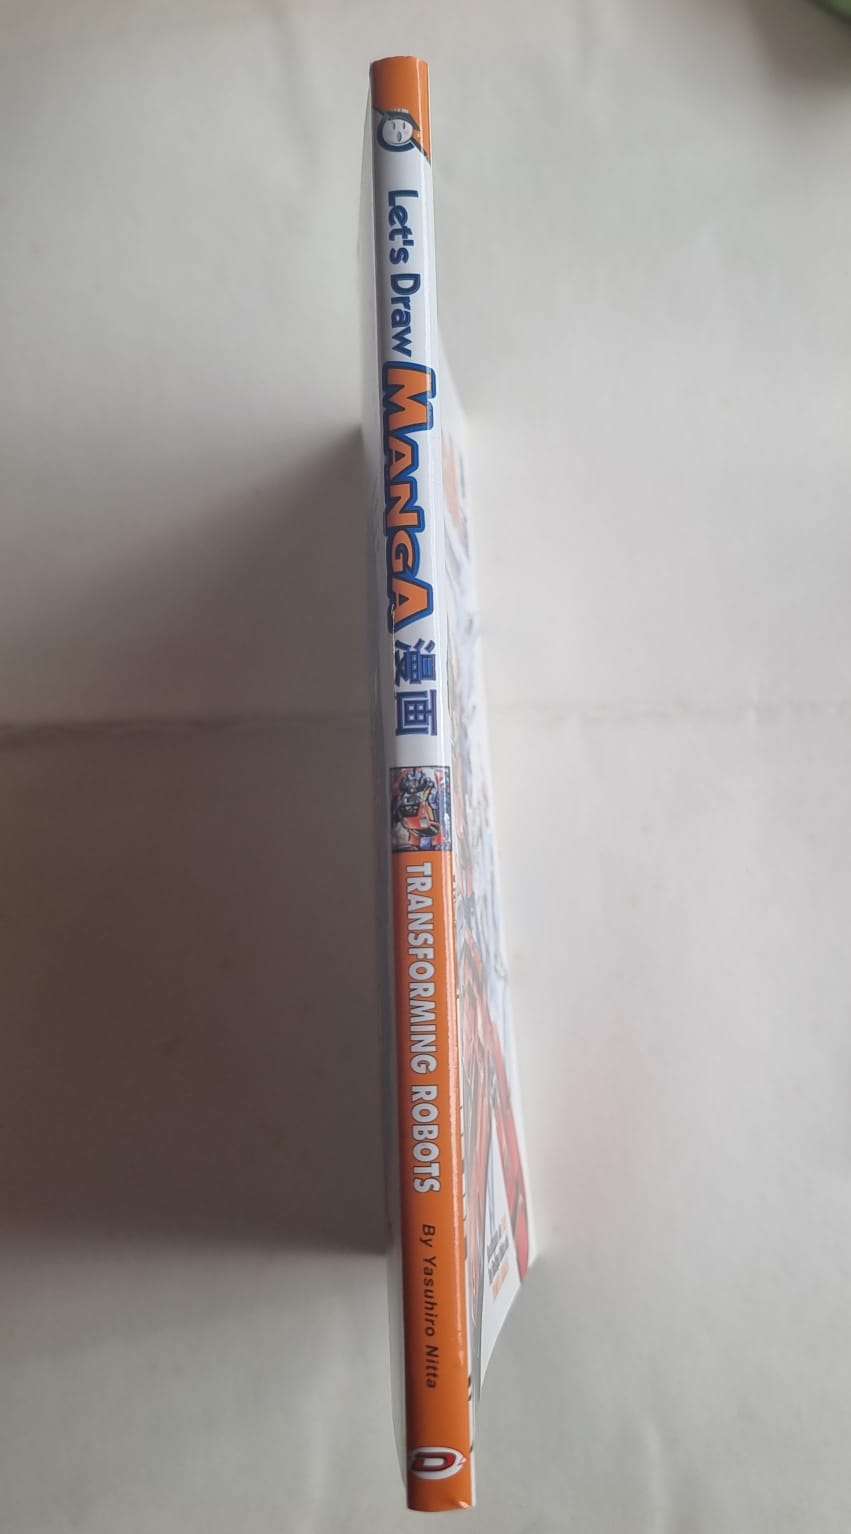 Let's Draw MANGA 漫画
TRANSFORMING ROBOTS
By Yasuhiro Nitta
D